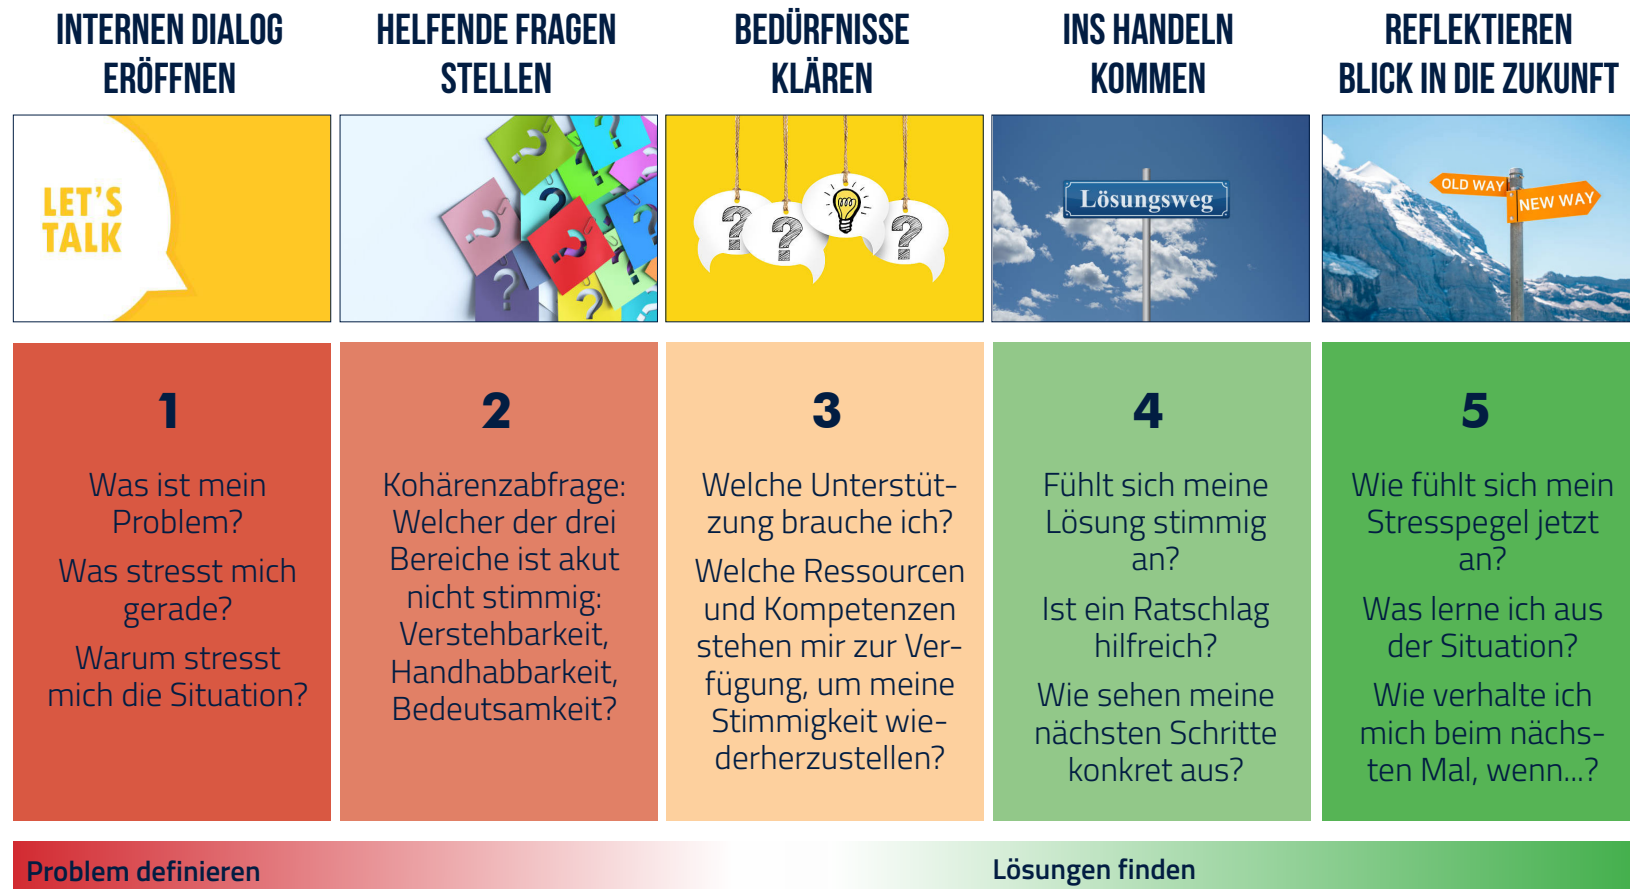 INTERNEN DIALOG
ERÖFFNEN
HELFENDE FRAGEN
STELLEN
BEDÜRFNISSE
KLÄREN
INS HANDELN
KOMMEN
REFLEKTIEREN
BLICK IN DIE ZUKUNFT
LET'S
TALK
?
?
?
?
?
?
?
?
?
Lösungsweg
OLD WAY
NEW WAY
1
Was ist mein
Problem?
Was stresst mich
gerade?
Warum stresst
mich die Situation?
2
Kohärenzabfrage:
Welcher der drei
Bereiche ist akut
nicht stimmig:
Verstehbarkeit,
Handhabbarkeit,
Bedeutsamkeit?
3
Welche Unterstüt-
zung brauche ich?
Welche Ressourcen
und Kompetenzen
stehen mir zur Ver-
fügung, um meine
Stimmigkeit wie-
derherzustellen?
4
Fühlt sich meine
Lösung stimmig
an?
Ist ein Ratschlag
hilfreich?
Wie sehen meine
nächsten Schritte
konkret aus?
5
Wie fühlt sich mein
Stresspegel jetzt
an?
Was lerne ich aus
der Situation?
Wie verhalte ich
mich beim nächs-
ten Mal, wenn...?
Problem definieren
Lösungen finden